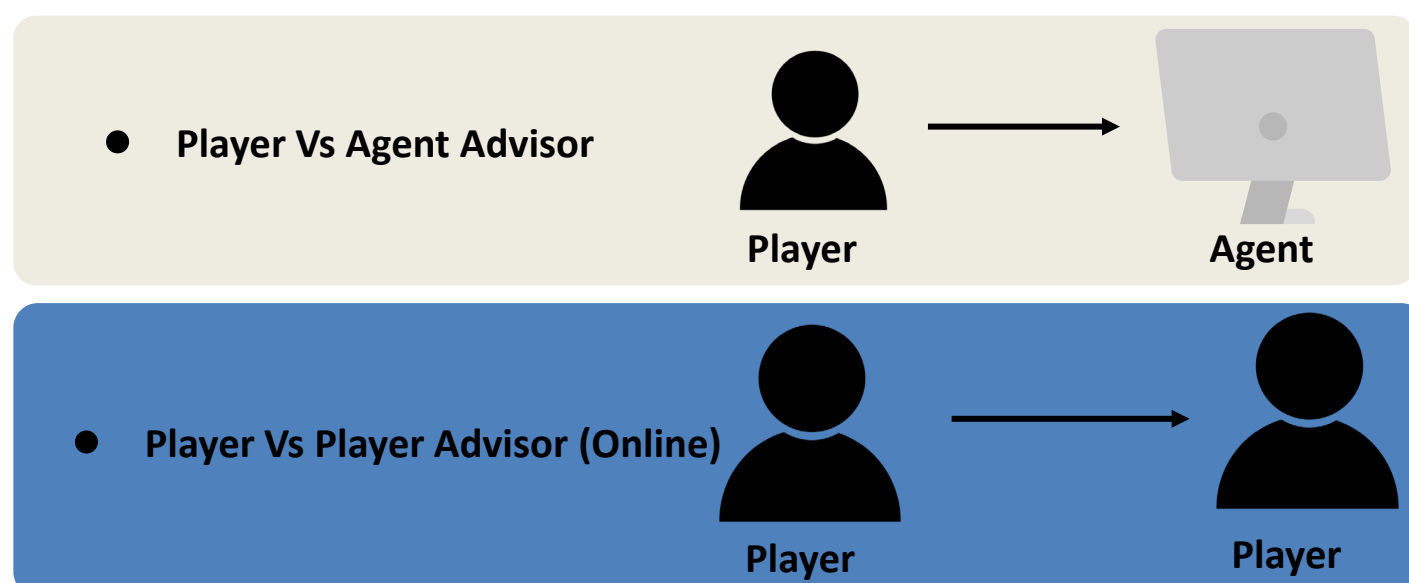 ● Player Vs Agent Advisor
Player
Agent
● Player Vs Player Advisor (Online)
Player
Player